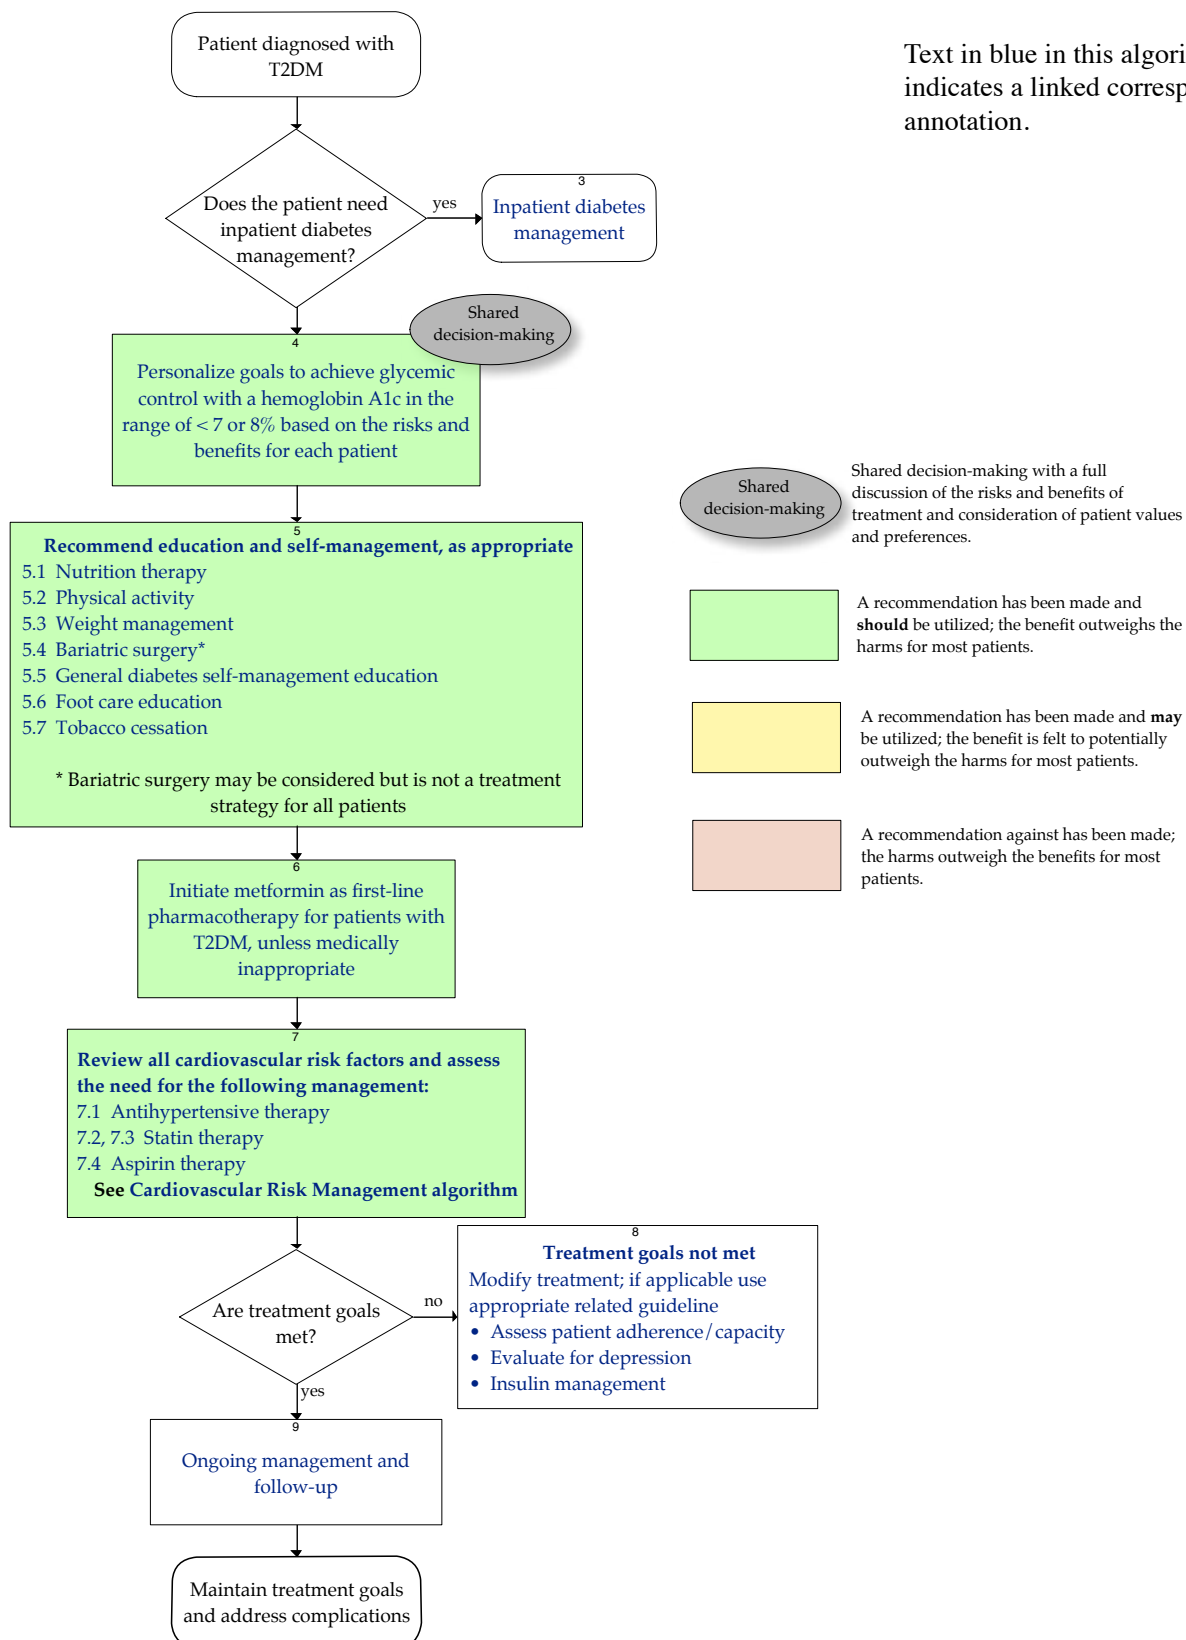 Patient diagnosed with
T2DM
Text in blue in this algori
indicates a linked corresp
annotation.
Does the patient need
inpatient diabetes
management?
yes
3
Inpatient diabetes
management
Shared
decision-making
4
Personalize goals to achieve glycemic
control with a hemoglobin A1c in the
range of < 7 or 8% based on the risks and
benefits for each patient
Shared
decision-making
Shared decision-making with a full
discussion of the risks and benefits of
treatment and consideration of patient values
and preferences.
5
Recommend education and self-management, as appropriate
5.1 Nutrition therapy
5.2 Physical activity
5.3 Weight management
5.4 Bariatric surgery*
5.5 General diabetes self-management education
5.6 Foot care education
5.7 Tobacco cessation
* Bariatric surgery may be considered but is not a treatment
strategy for all patients
A recommendation has been made and
should be utilized; the benefit outweighs the
harms for most patients.
A recommendation has been made and may
be utilized; the benefit is felt to potentially
outweigh the harms for most patients.
A recommendation against has been made;
the harms outweigh the benefits for most
patients.
6
Initiate metformin as first-line
pharmacotherapy for patients with
T2DM, unless medically
inappropriate
7
Review all cardiovascular risk factors and assess
the need for the following management:
7.1 Antihypertensive therapy
7.2, 7.3 Statin therapy
7.4 Aspirin therapy
See Cardiovascular Risk Management algorithm
Are treatment goals
met?
no
8
Treatment goals not met
Modify treatment; if applicable use
appropriate related guideline
• Assess patient adherence/capacity
• Evaluate for depression
• Insulin management
yes
9
Ongoing management and
follow-up
Maintain treatment goals
and address complications